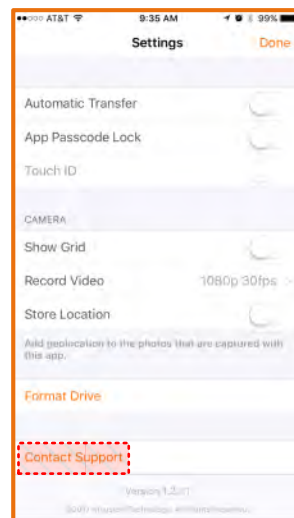 AT&T 9:35 AM 99%
Settings Done
Automatic Transfer
App Passcode Lock
Touch ID
CAMERA
Show Grid
Record Video 1080p 30fps >
Store Location
Add geolocation to the photos that are captured with
this app.
Format Drive
Contact Support
Version